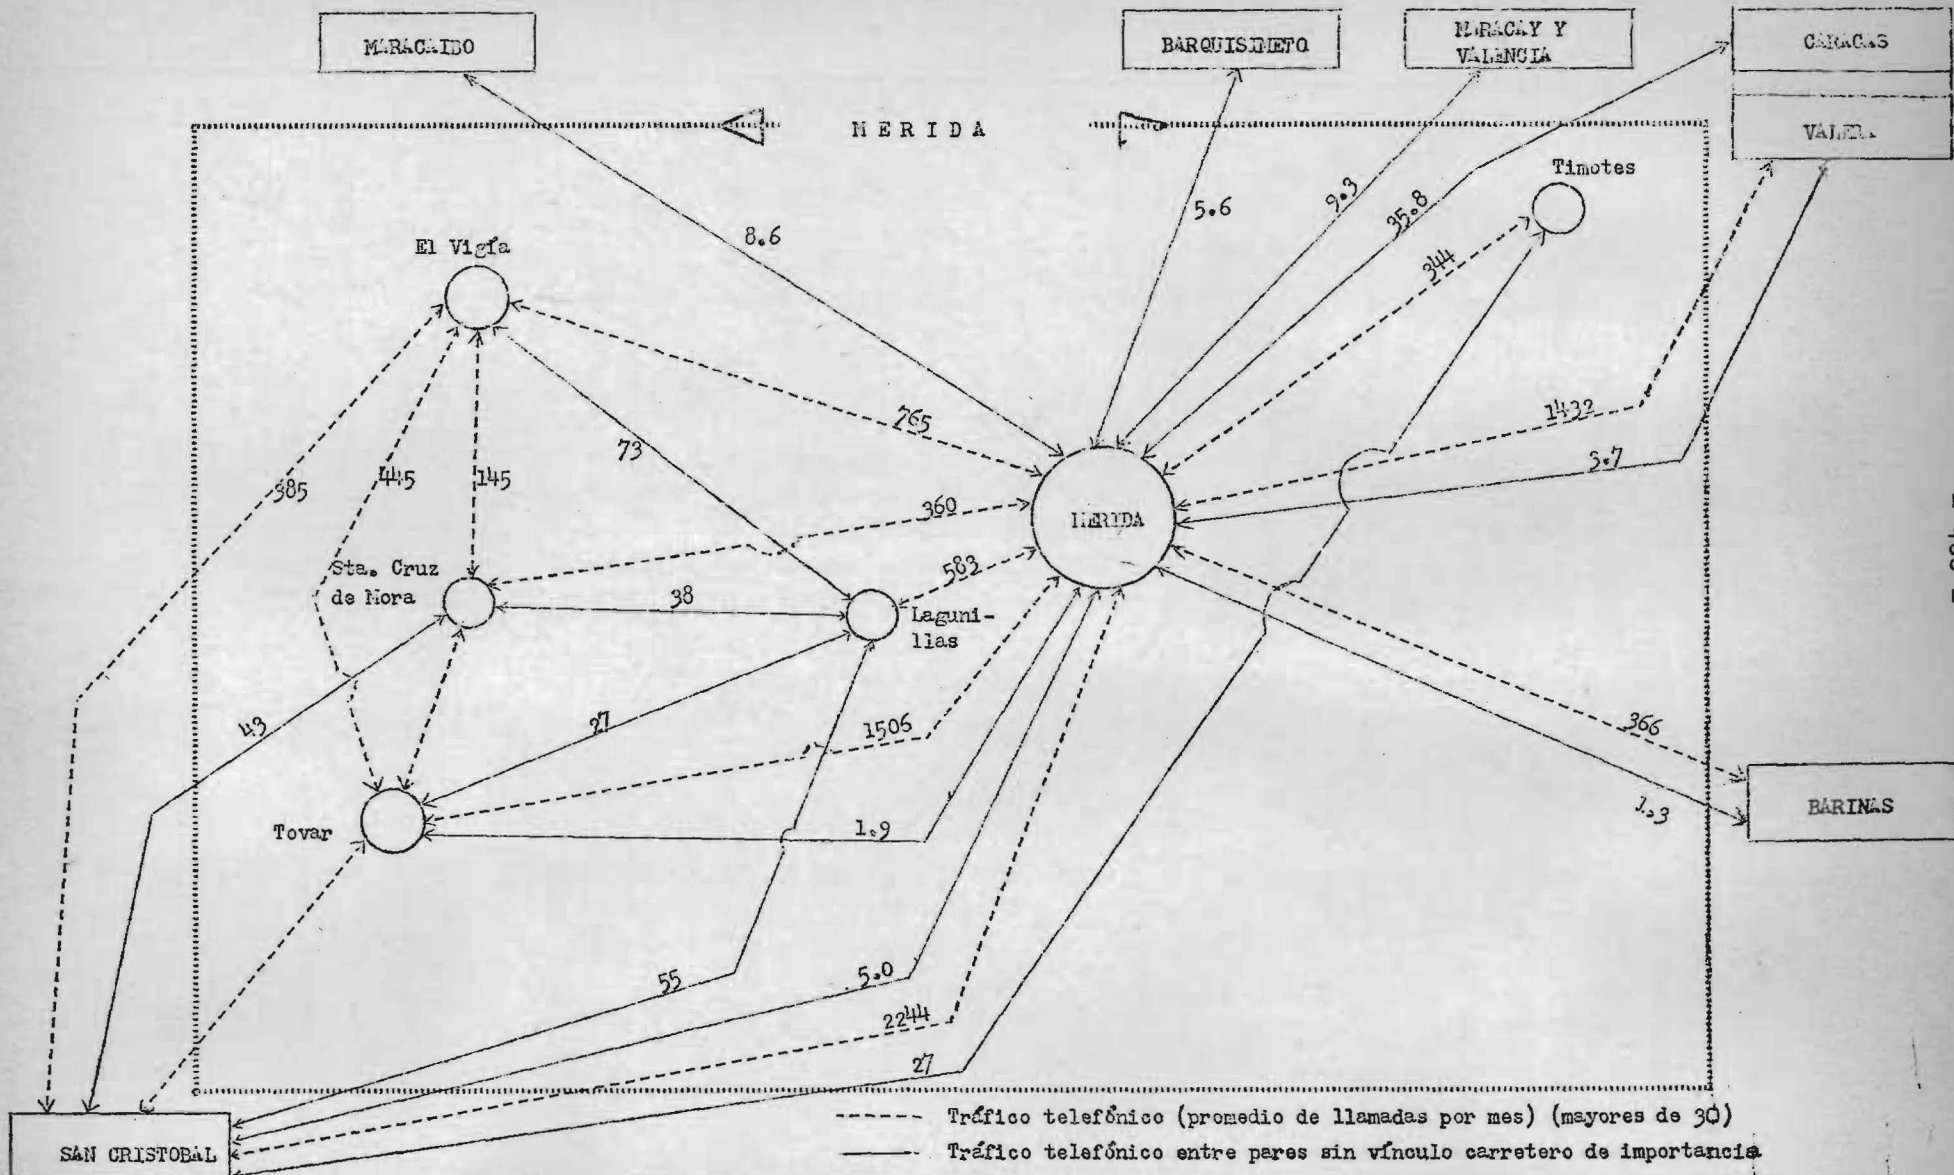 MARACAIBO
BARQUISIMETO
MARACAY Y
VALENCIA
CARACAS
VALERA
MERIDA
Timotes
El Vigía
8.6
5.6
9.3
35.8
344
765
1432
3.7
73
385
445
145
360
MERIDA
583
Sta. Cruz
de Mora
38
Laguni-
llas
43
27
1506
366
1.3
BARINAS
Tovar
1.9
55
5.0
2244
27
SAN CRISTOBAL
Tráfico telefónico (promedio de llamadas por mes) (mayores de 30)
Tráfico telefónico entre pares sin vínculo carretero de importancia